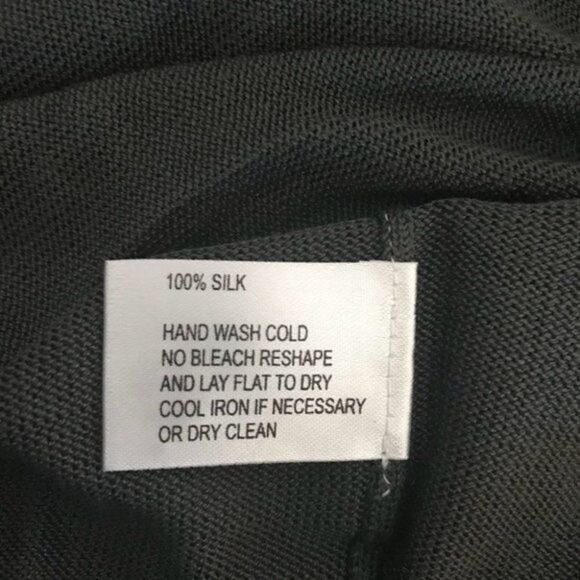 100% SILK
HAND WASH COLD
NO BLEACH RESHAPE
AND LAY FLAT TO DRY
COOL IRON IF NECESSARY
OR DRY CLEAN